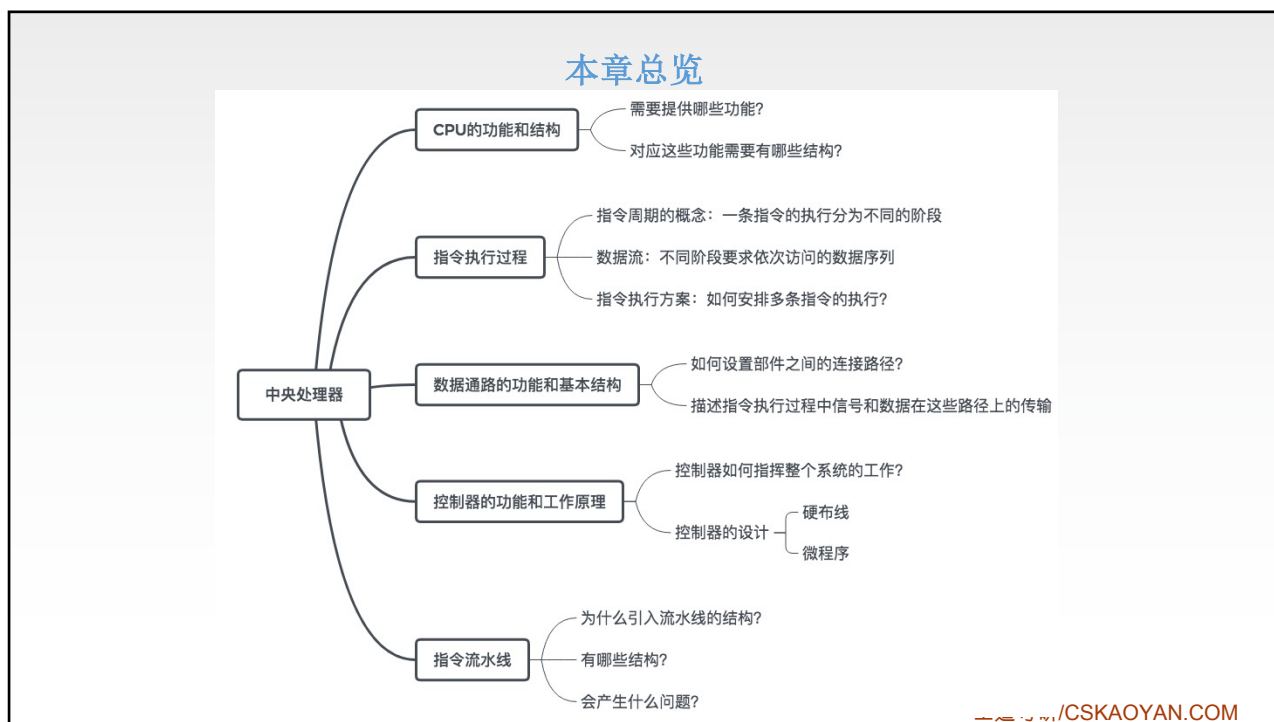 本章总览
CPU的功能和结构
需要提供哪些功能?
对应这些功能需要有哪些结构?
指令执行过程
指令周期的概念：一条指令的执行分为不同的阶段
数据流：不同阶段要求依次访问的数据序列
指令执行方案：如何安排多条指令的执行?
中央处理器
数据通路的功能和基本结构
如何设置部件之间的连接路径?
描述指令执行过程中信号和数据在这些路径上的传输
控制器的功能和工作原理
控制器如何指挥整个系统的工作?
控制器的设计
硬布线
微程序
指令流水线
为什么引入流水线的结构?
有哪些结构?
会产生什么问题?
/CSKAOYAN.COM